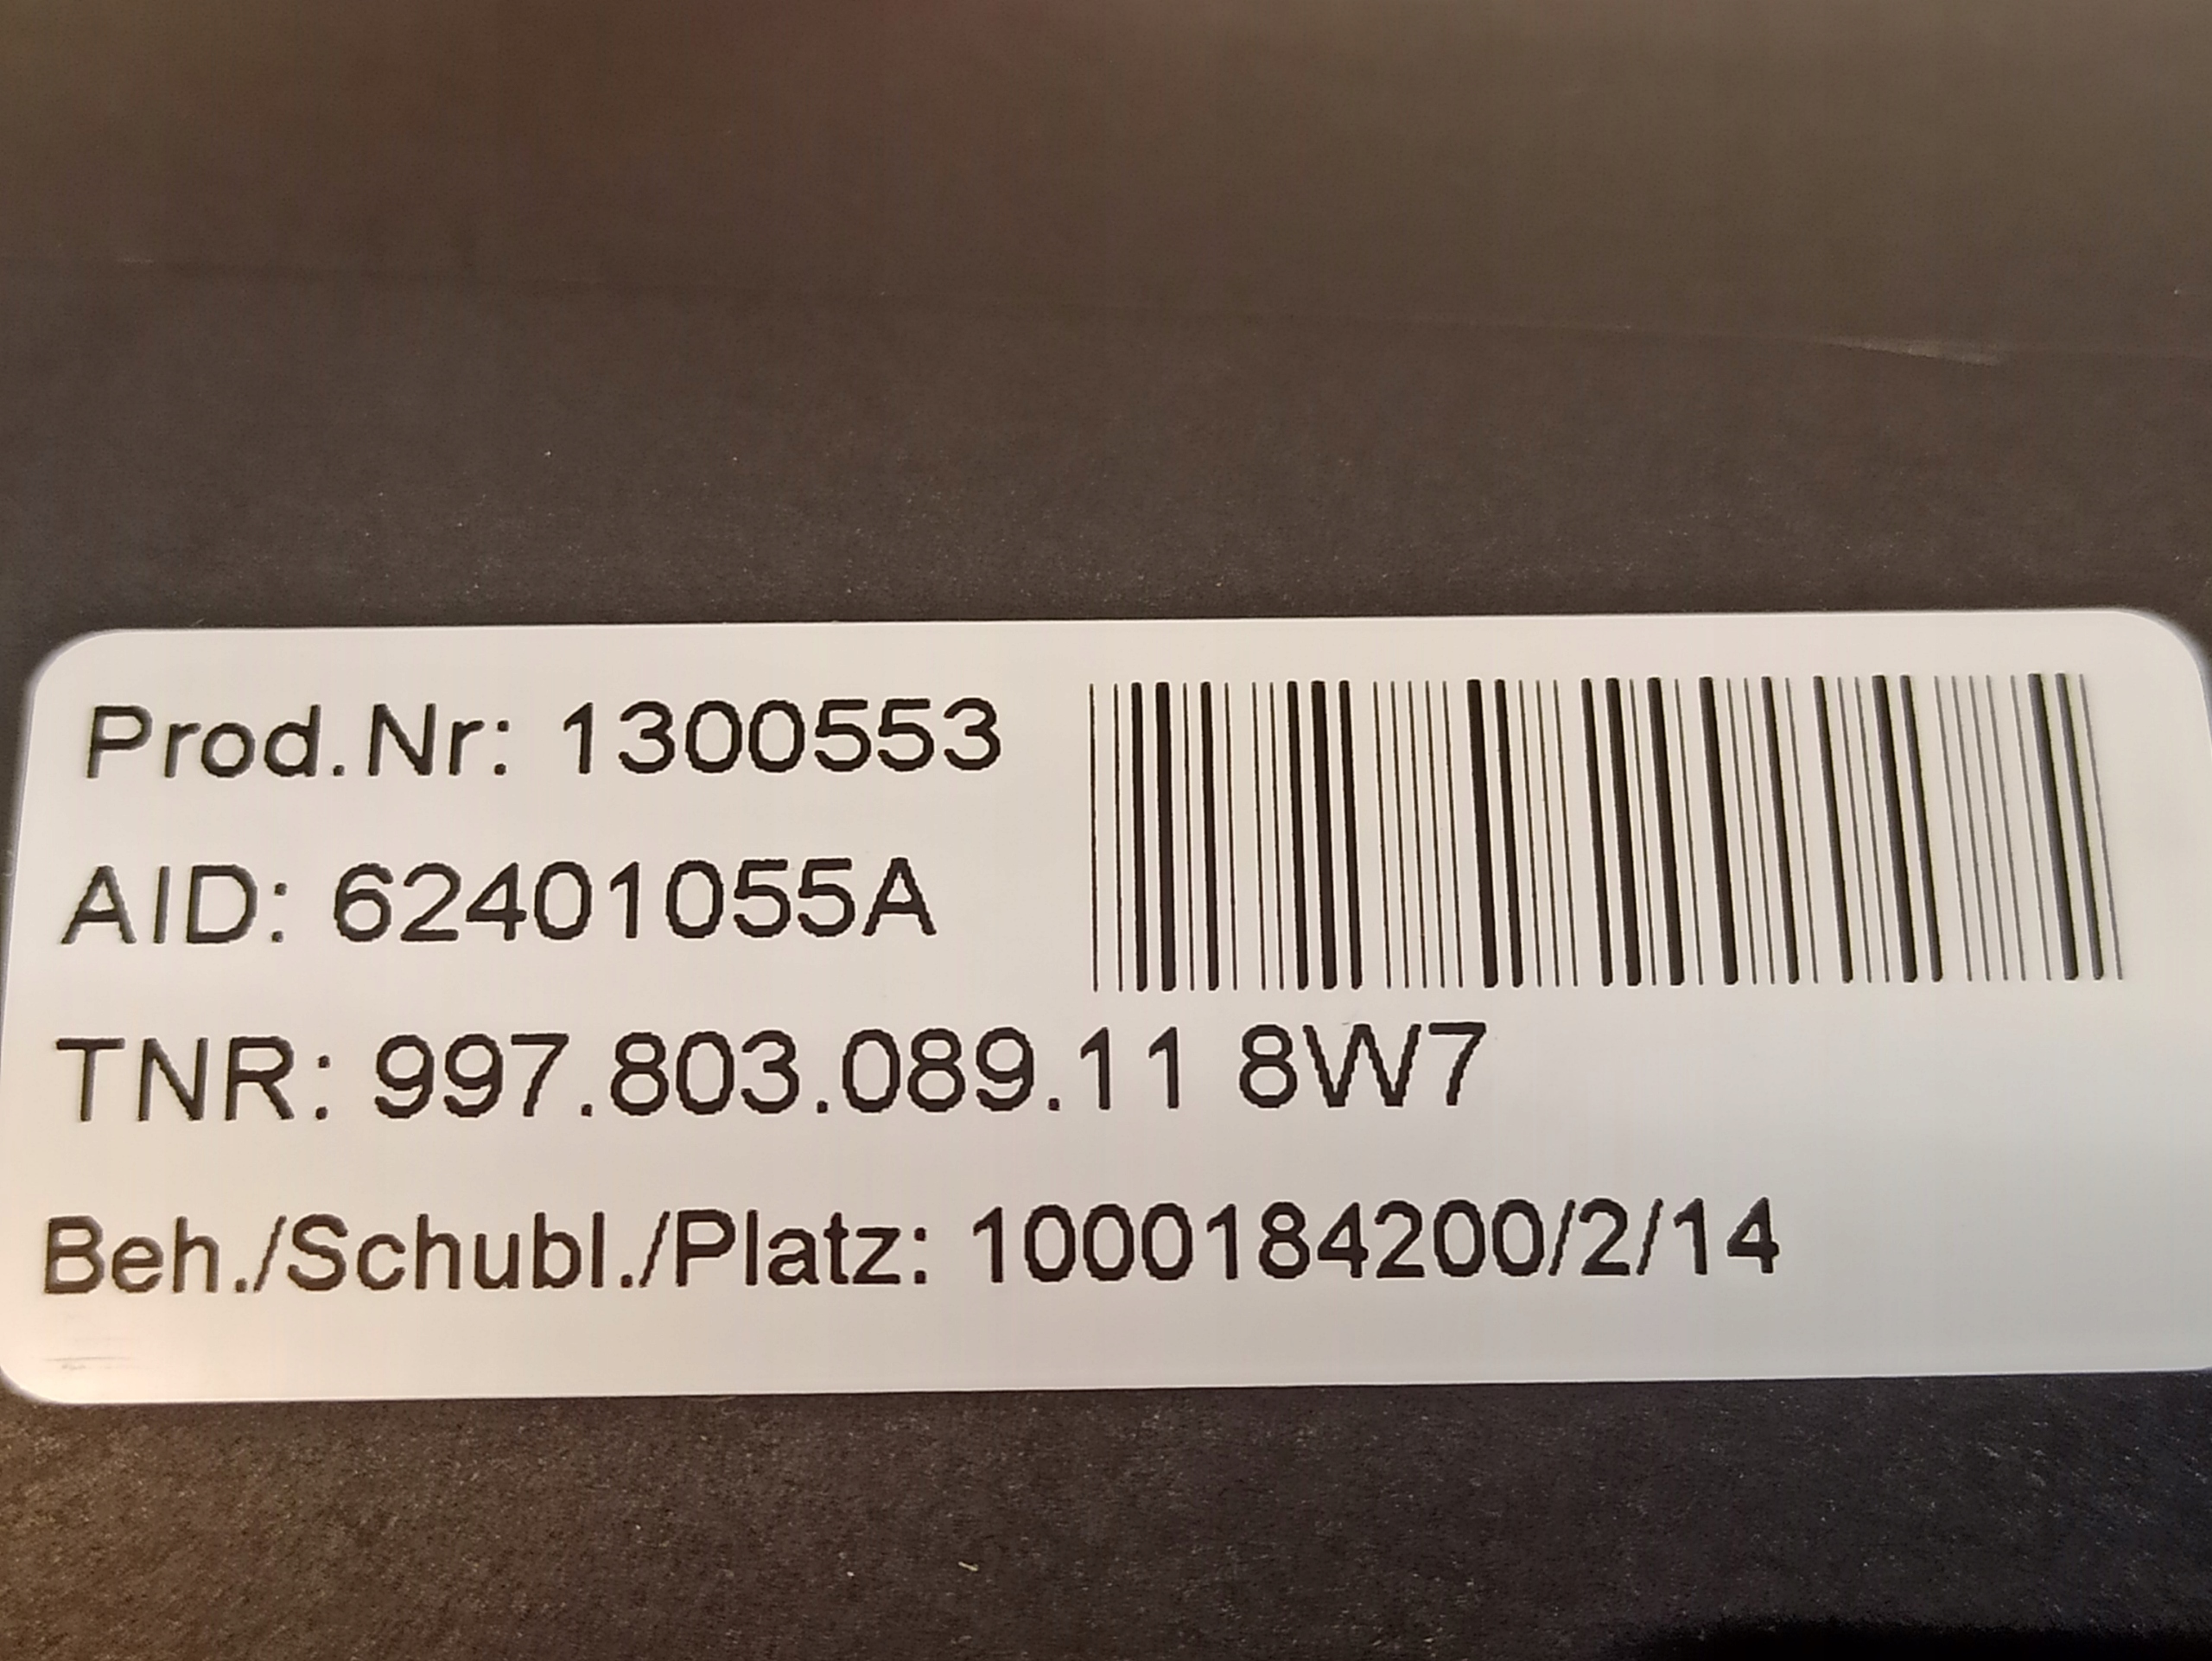 Prod.Nr: 1300553
AID: 62401055A
TNR: 997.803.089.11 8W7
Beh./Schubl./Platz: 1000184200/2/14